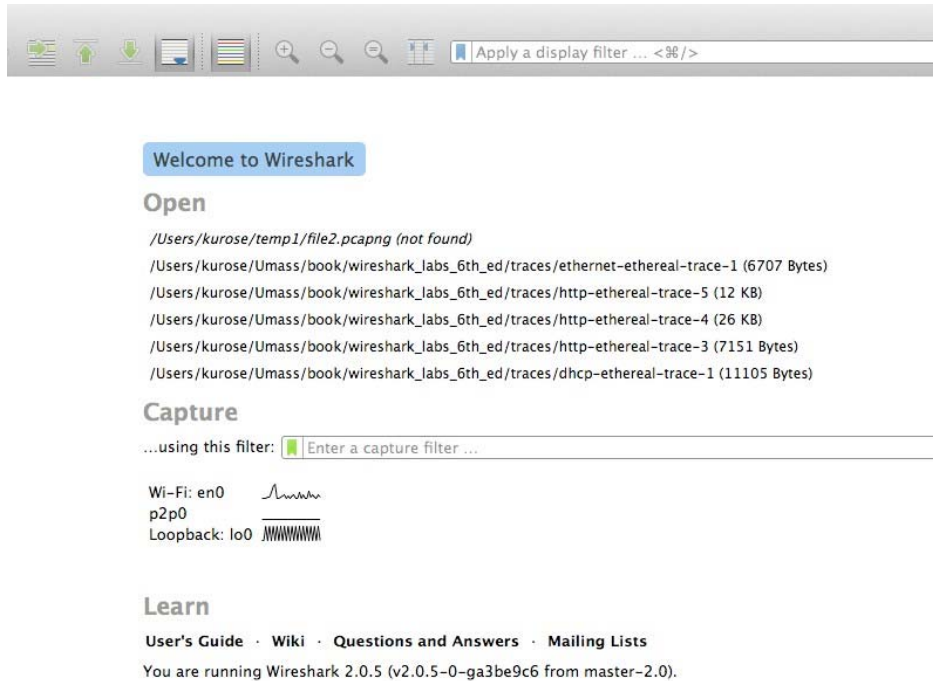 Apply a display filter ... <⌘/>
Welcome to Wireshark
Open
/Users/kurose/temp1/file2.pcapng (not found)
/Users/kurose/Umass/book/wireshark_labs_6th_ed/traces/ethernet-ethereal-trace-1 (6707 Bytes)
/Users/kurose/Umass/book/wireshark_labs_6th_ed/traces/http-ethereal-trace-5 (12 KB)
/Users/kurose/Umass/book/wireshark_labs_6th_ed/traces/http-ethereal-trace-4 (26 KB)
/Users/kurose/Umass/book/wireshark_labs_6th_ed/traces/http-ethereal-trace-3 (7151 Bytes)
/Users/kurose/Umass/book/wireshark_labs_6th_ed/traces/dhcp-ethereal-trace-1 (11105 Bytes)
Capture
...using this filter: Enter a capture filter ...
Wi-Fi: en0
p2p0
Loopback: lo0
Learn
User's Guide · Wiki · Questions and Answers · Mailing Lists
You are running Wireshark 2.0.5 (v2.0.5-0-ga3be9c6 from master-2.0).